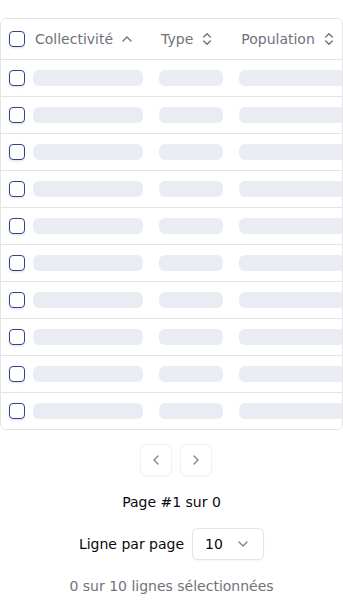 Collectivité Type Population
Page #1 sur 0
Ligne par page 10
0 sur 10 lignes sélectionnées